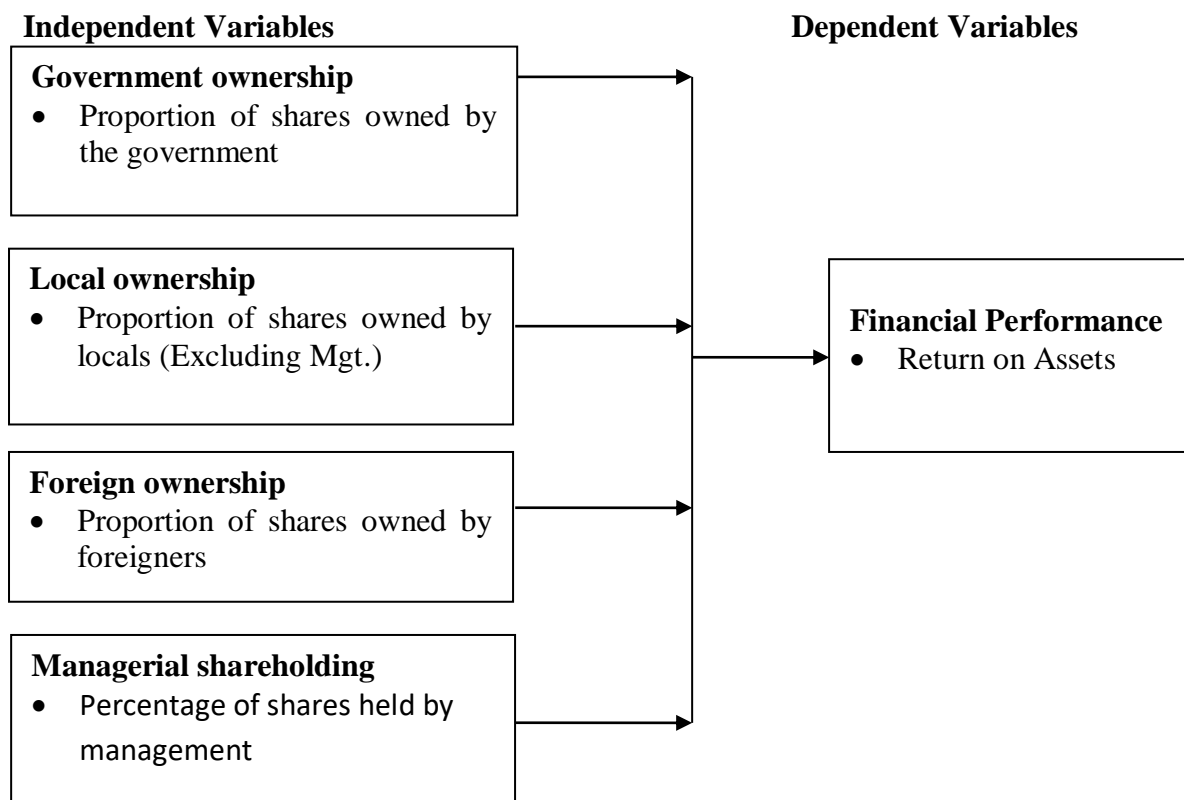 Independent Variables
Dependent Variables
Government ownership
• Proportion of shares owned by
the government
Local ownership
• Proportion of shares owned by
locals (Excluding Mgt.)
Foreign ownership
• Proportion of shares owned by
foreigners
Managerial shareholding
• Percentage of shares held by
management
Financial Performance
• Return on Assets